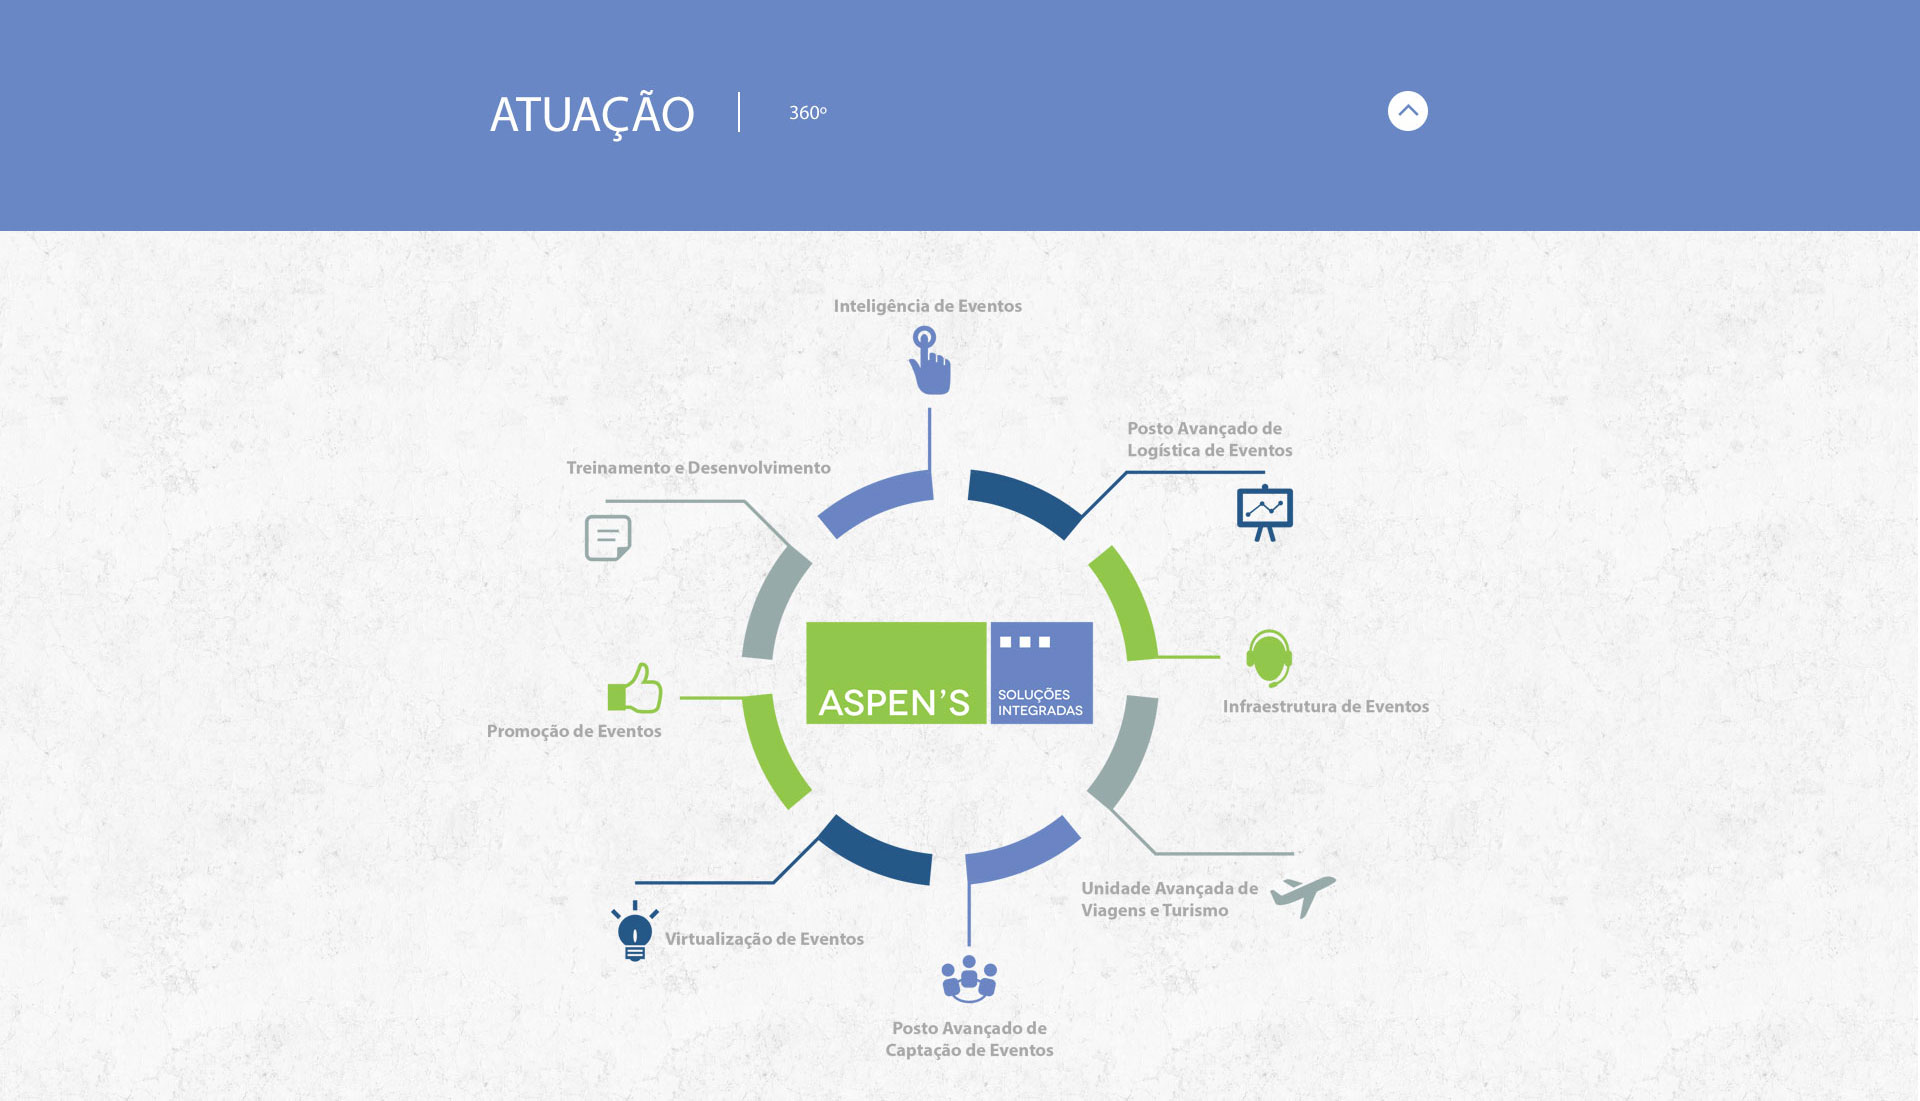 ATUAÇÃO
360º
Inteligência de Eventos
Posto Avançado de
Logística de Eventos
Treinamento e Desenvolvimento
ASPEN'S
SOLUÇÕES
INTEGRADAS
Infraestrutura de Eventos
Promoção de Eventos
Unidade Avançada de
Viagens e Turismo
Virtualização de Eventos
Posto Avançado de
Captação de Eventos